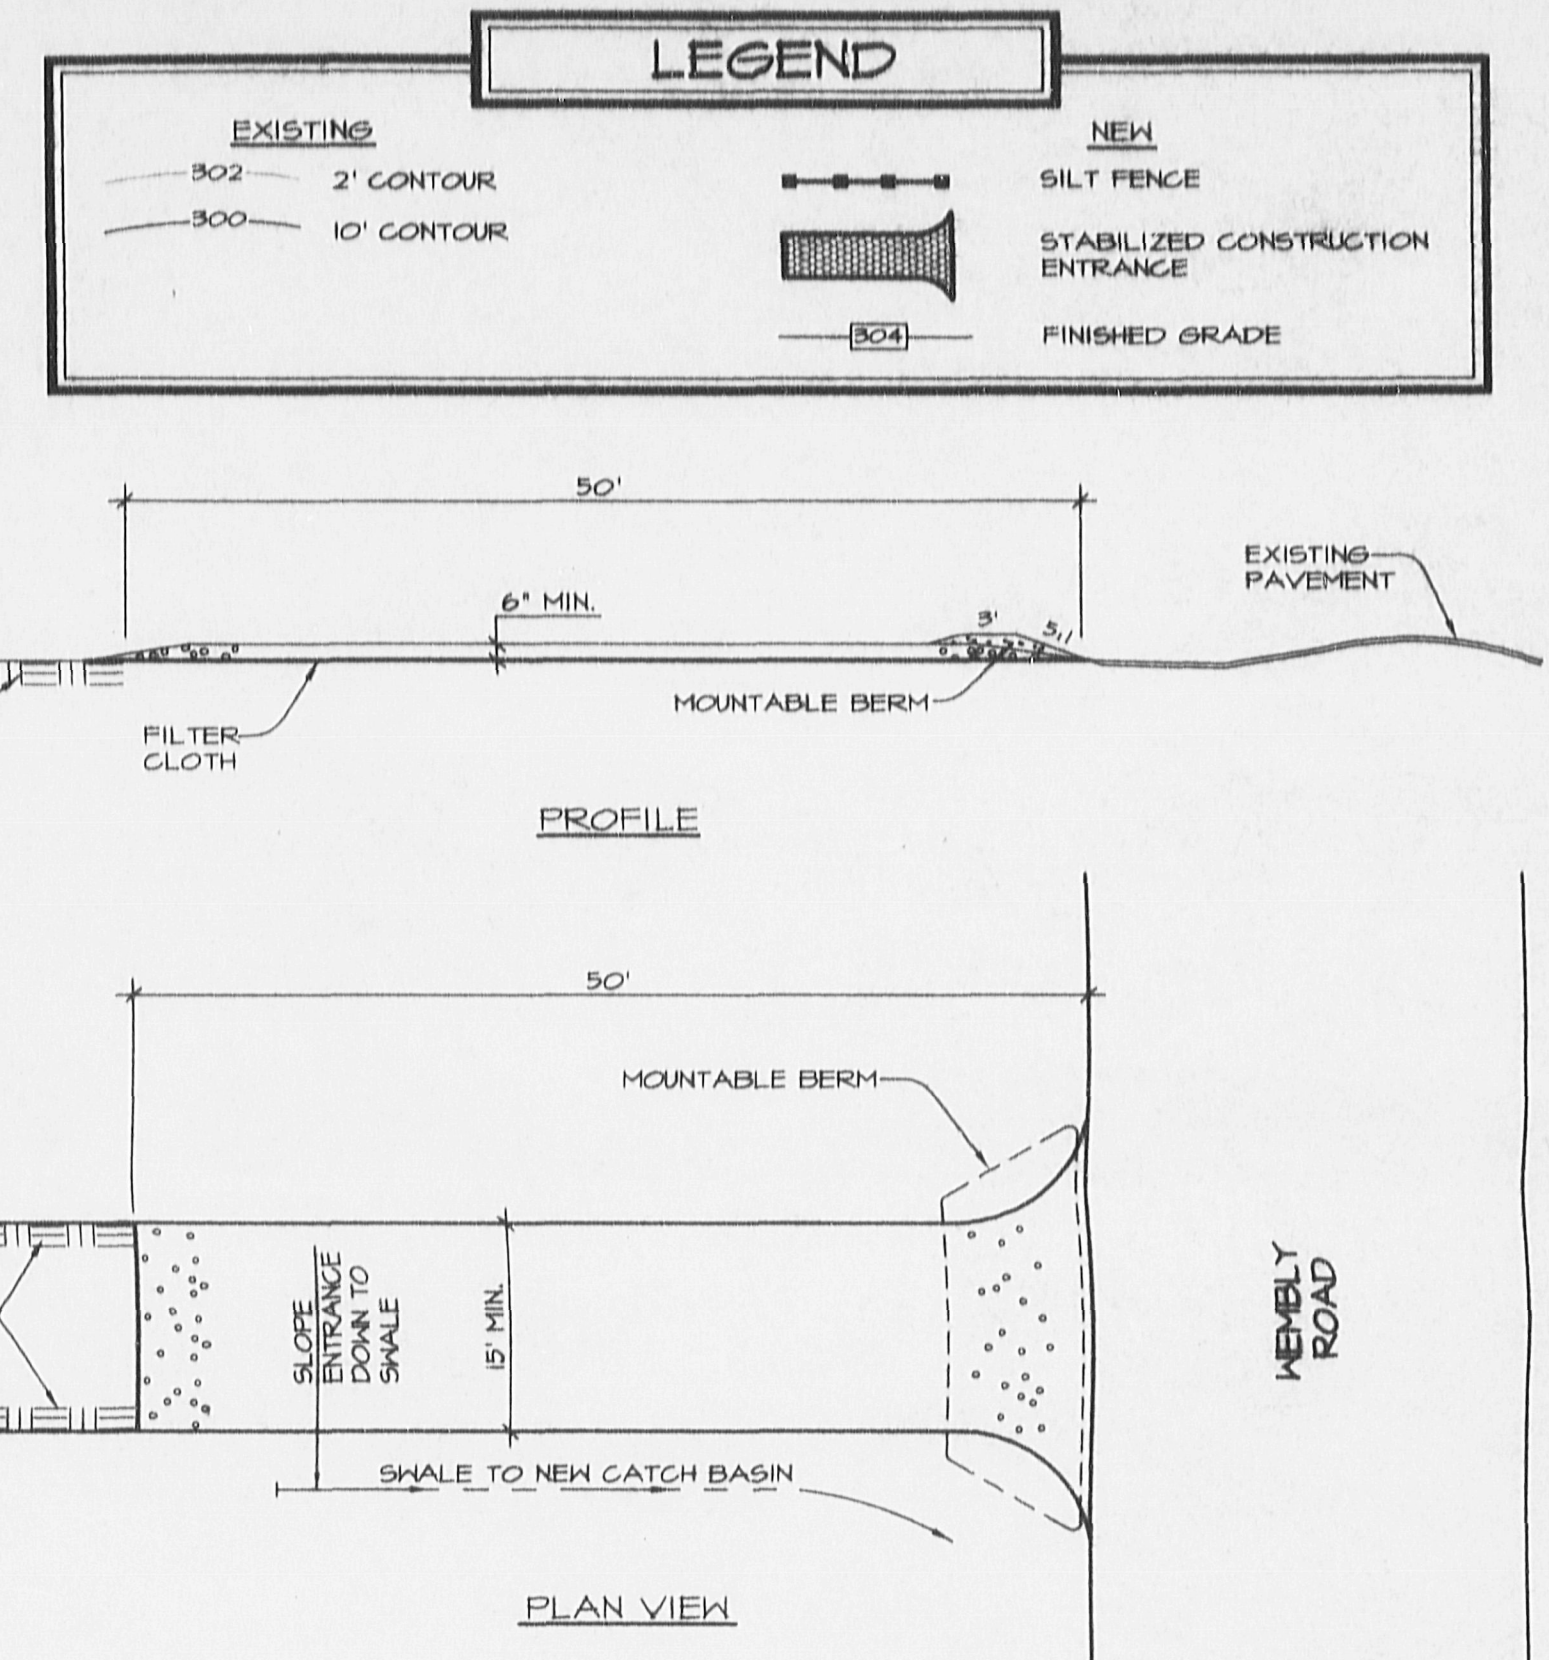 LEGEND
EXISTING
302 2' CONTOUR
300 10' CONTOUR
NEW
SILT FENCE
STABILIZED CONSTRUCTION
ENTRANCE
304 FINISHED GRADE
50'
EXISTING
PAVEMENT
6" MIN.
3'
5,1
MOUNTABLE BERM
FILTER
CLOTH
PROFILE
50'
MOUNTABLE BERM
SLOPE
ENTRANCE
DOWN TO
SWALE
15' MIN.
WEMBLY
ROAD
SWALE TO NEW CATCH BASIN
PLAN VIEW